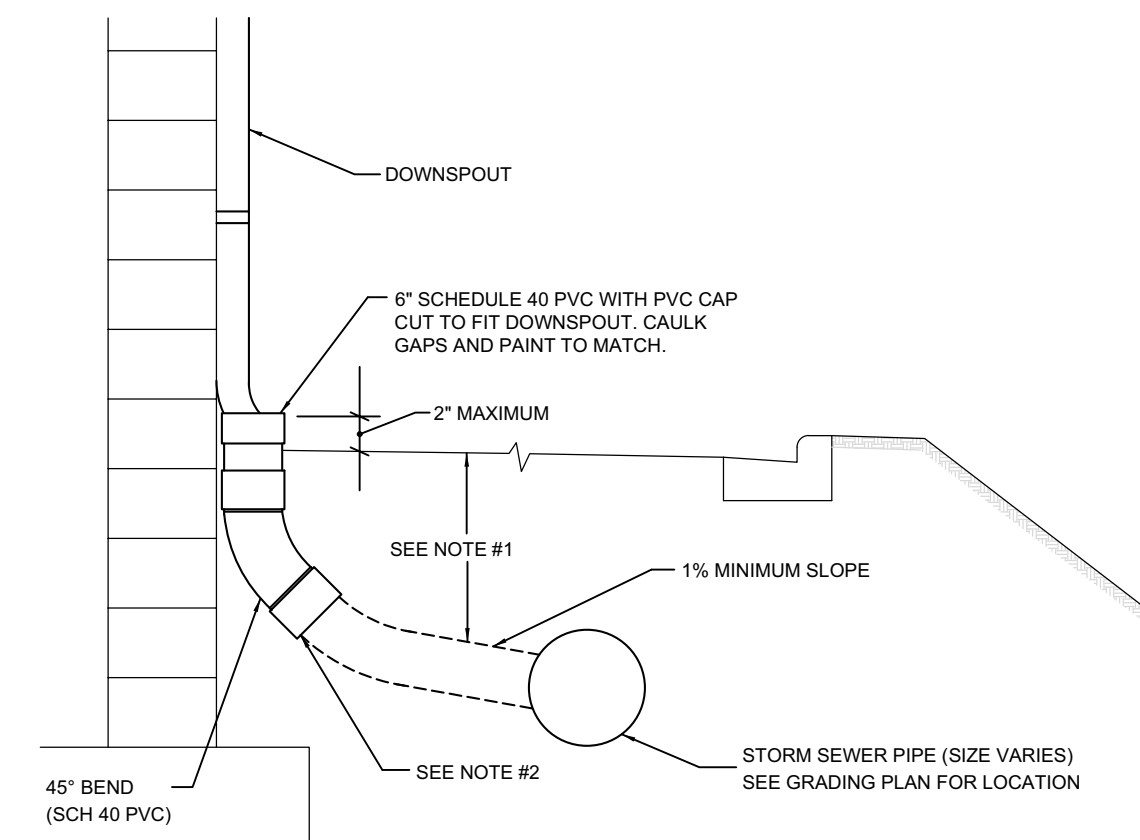 DOWNSPOUT
6" SCHEDULE 40 PVC WITH PVC CAP
CUT TO FIT DOWNSPOUT. CAULK
GAPS AND PAINT TO MATCH.
2" MAXIMUM
SEE NOTE #1
1% MINIMUM SLOPE
STORM SEWER PIPE (SIZE VARIES)
SEE GRADING PLAN FOR LOCATION
SEE NOTE #2
45° BEND
(SCH 40 PVC)